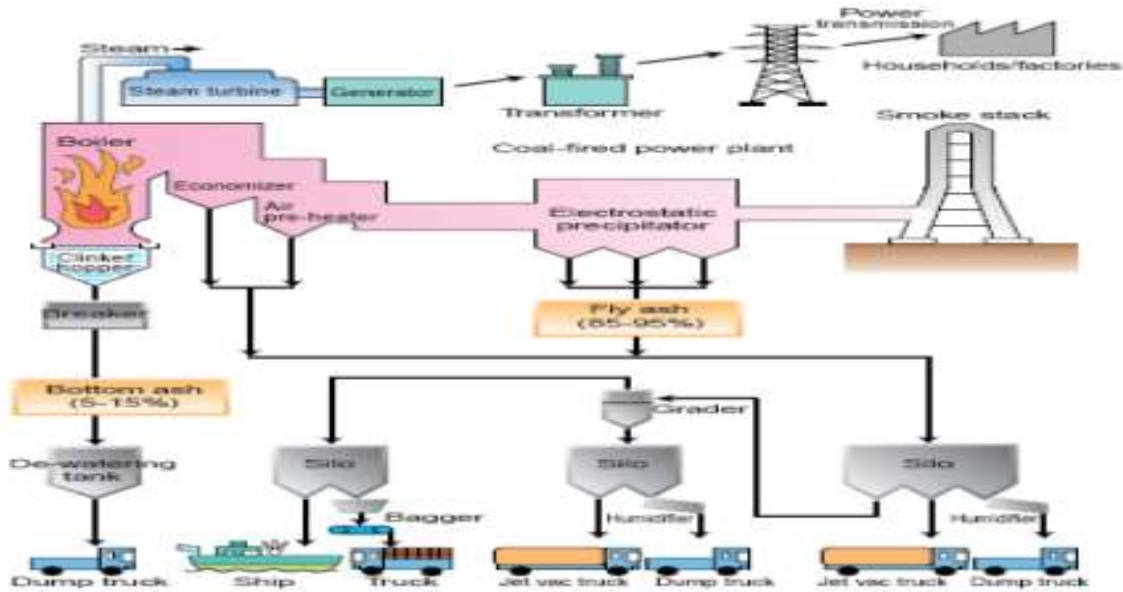 Power
transmission
Steam
Steam turbine
Generator
Transformer
Households/factories
Smoke stack
Boiler
Coal-fired power plant
Economizer
Air
pre-heater
Electrostatic
precipitator
Clinker
hopper
Breaker
Fly ash
(85-95%)
Bottom ash
(5-15%)
Grader
De-watering
tank
Silo
Silo
Silo
Bagger
Humidifier
Humidifier
Dump truck
Ship
Truck
Jet vac truck
Dump truck
Jet vac truck
Dump truck